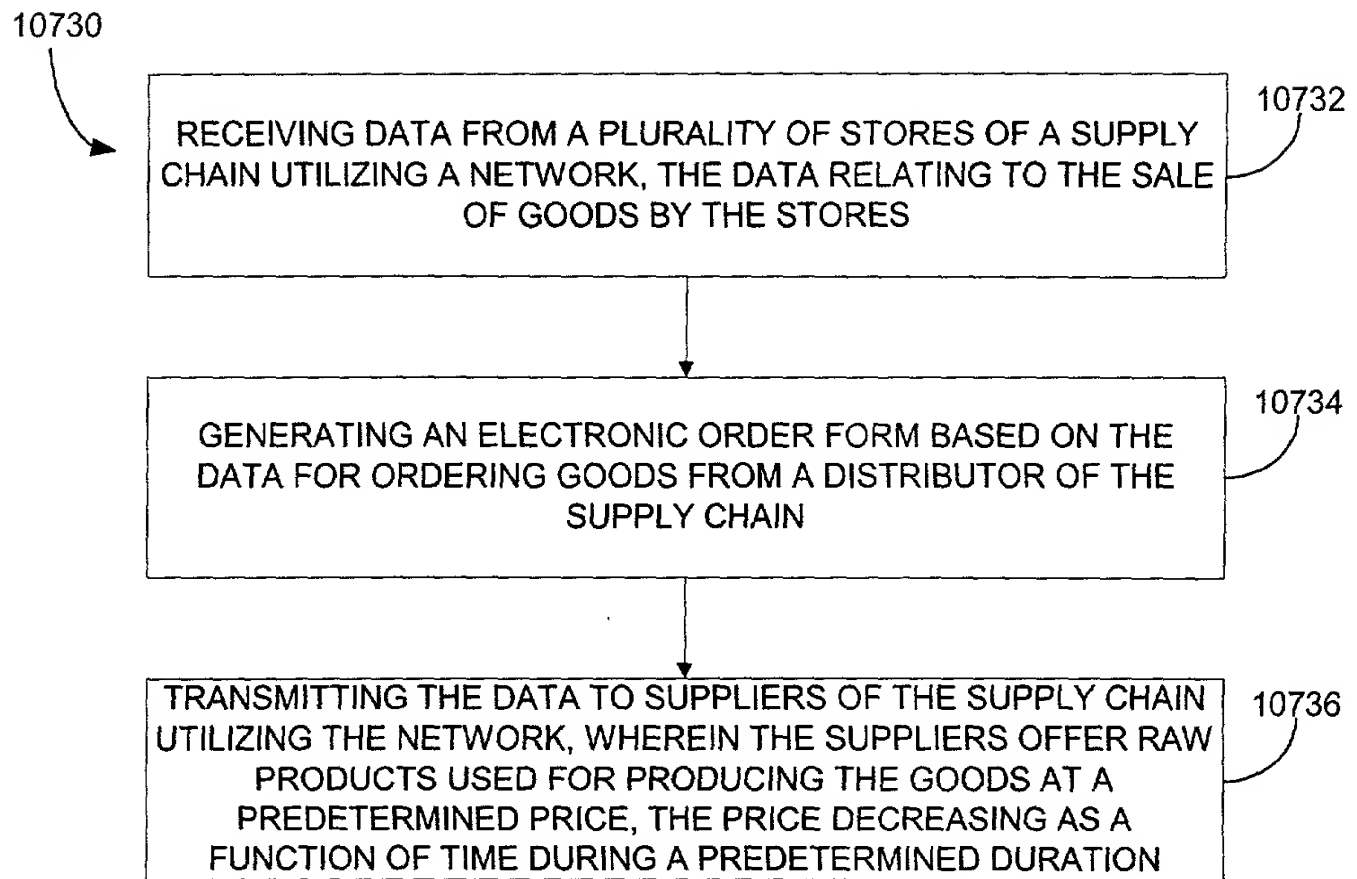 10730
10732
RECEIVING DATA FROM A PLURALITY OF STORES OF A SUPPLY
CHAIN UTILIZING A NETWORK, THE DATA RELATING TO THE SALE
OF GOODS BY THE STORES
10734
GENERATING AN ELECTRONIC ORDER FORM BASED ON THE
DATA FOR ORDERING GOODS FROM A DISTRIBUTOR OF THE
SUPPLY CHAIN
10736
TRANSMITTING THE DATA TO SUPPLIERS OF THE SUPPLY CHAIN
UTILIZING THE NETWORK, WHEREIN THE SUPPLIERS OFFER RAW
PRODUCTS USED FOR PRODUCING THE GOODS AT A
PREDETERMINED PRICE, THE PRICE DECREASING AS A
FUNCTION OF TIME DURING A PREDETERMINED DURATION